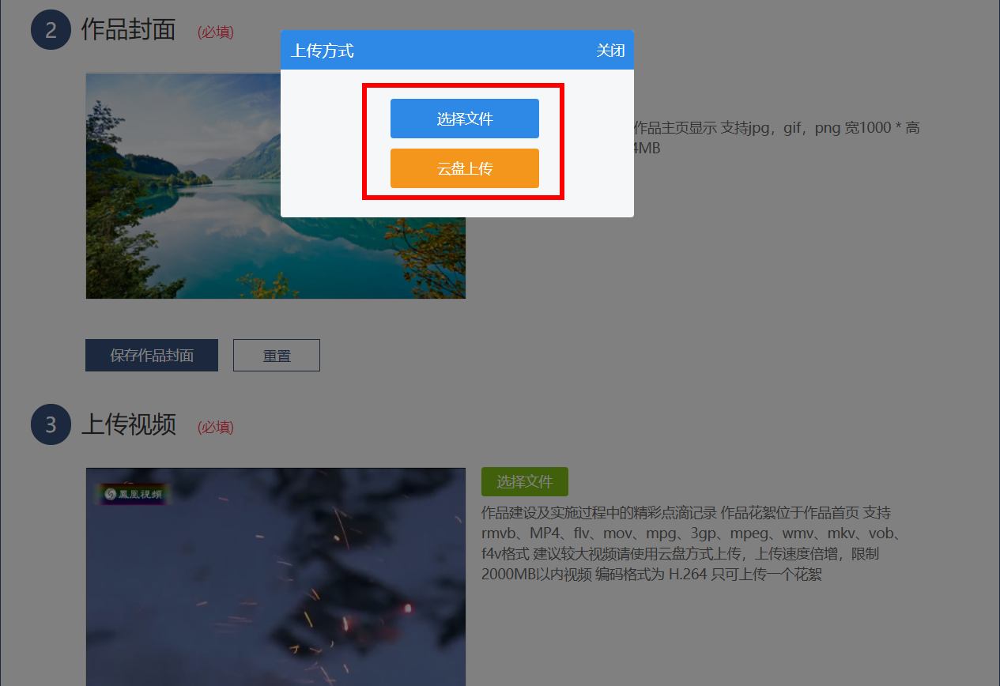 2 作品封面 (必填)
上传方式 关闭
选择文件
云盘上传
作品主页显示 支持jpg，gif，png 宽1000 * 高
4MB
保存作品封面 重置
3 上传视频 (必填)
鳳凰视頻
选择文件
作品建设及实施过程中的精彩点滴记录 作品花絮位于作品首页 支持
rmvb、MP4、flv、mov、mpg、3gp、mpeg、wmv、mkv、vob、
f4v格式 建议较大视频请使用云盘方式上传，上传速度倍增，限制
2000MB以内视频 编码格式为 H.264 只可上传一个花絮